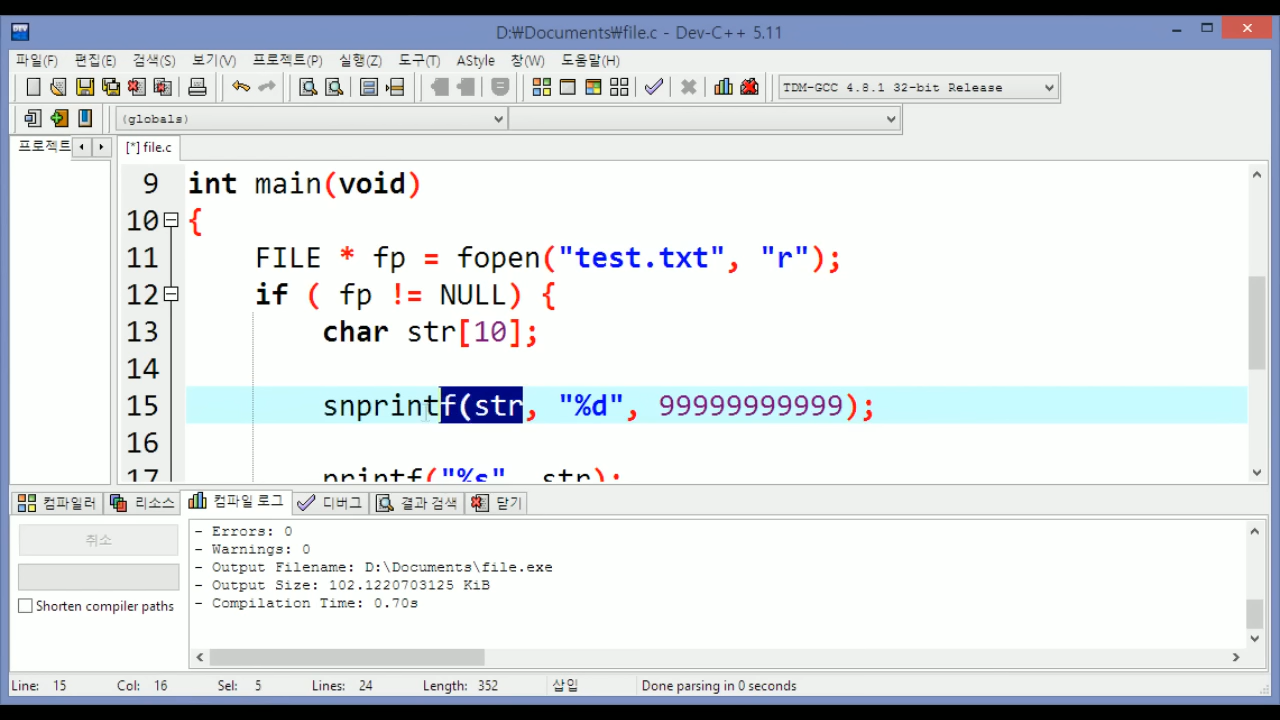 D:₩Documents₩file.c - Dev-C++ 5.11
파일(F) 편집(E) 검색(S) 보기(V) 프로젝트(P) 실행(Z) 도구(T) AStyle 창(W) 도움말(H)
TDM-GCC 4.8.1 32-bit Release
(globals)
프로젝트 [*] file.c
9 int main(void)
10 {
11 FILE * fp = fopen("test.txt", "r");
12 if ( fp != NULL) {
13 char str[10];
14
15 snprintf(str, "%d", 99999999999);
16
17 printf("%s", str);
컴파일러 리소스 컴파일 로그 디버그 결과 검색 닫기
취소
Shorten compiler paths
- Errors: 0
- Warnings: 0
- Output Filename: D:\Documents\file.exe
- Output Size: 102.1220703125 KiB
- Compilation Time: 0.70s
Line: 15 Col: 16 Sel: 5 Lines: 24 Length: 352 삽입 Done parsing in 0 seconds